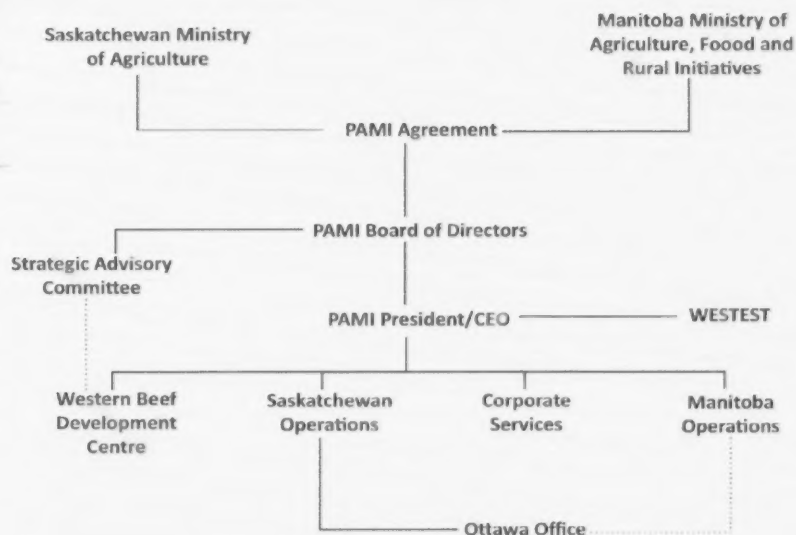 Saskatchewan Ministry
of Agriculture
Manitoba Ministry of
Agriculture, Foood and
Rural Initiatives
PAMI Agreement
PAMI Board of Directors
Strategic Advisory
Committee
PAMI President/CEO
WESTEST
Western Beef
Development
Centre
Saskatchewan
Operations
Corporate
Services
Manitoba
Operations
Ottawa Office